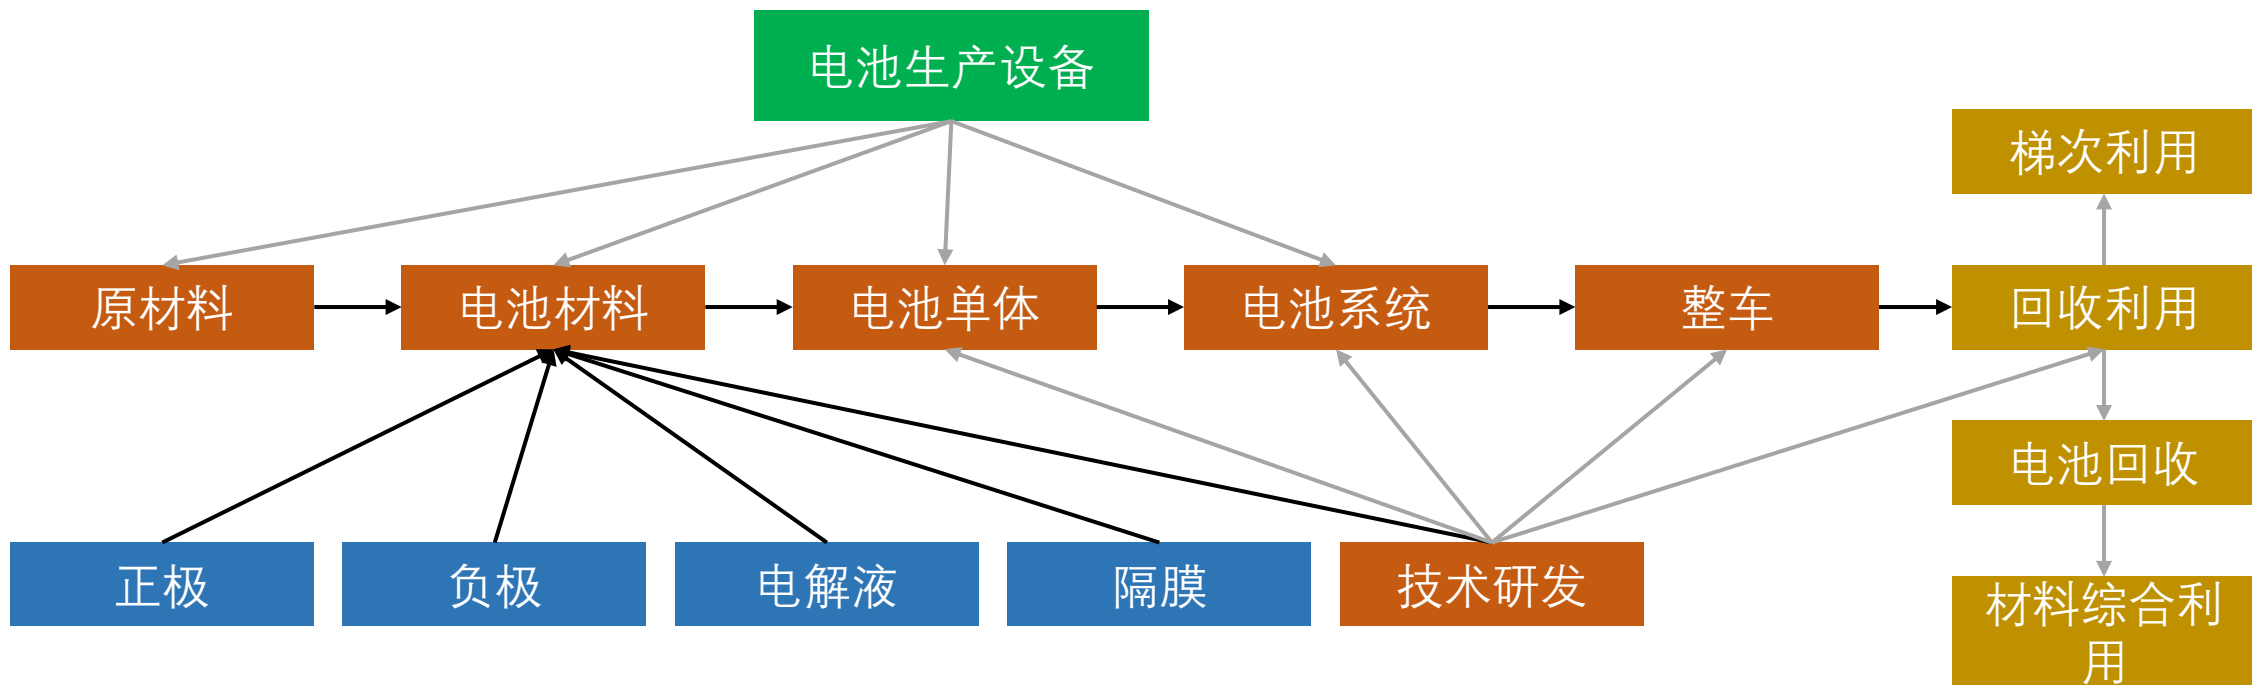 电池生产设备
梯次利用
原材料
电池材料
电池单体
电池系统
整车
回收利用
电池回收
正极
负极
电解液
隔膜
技术研发
材料综合利
用